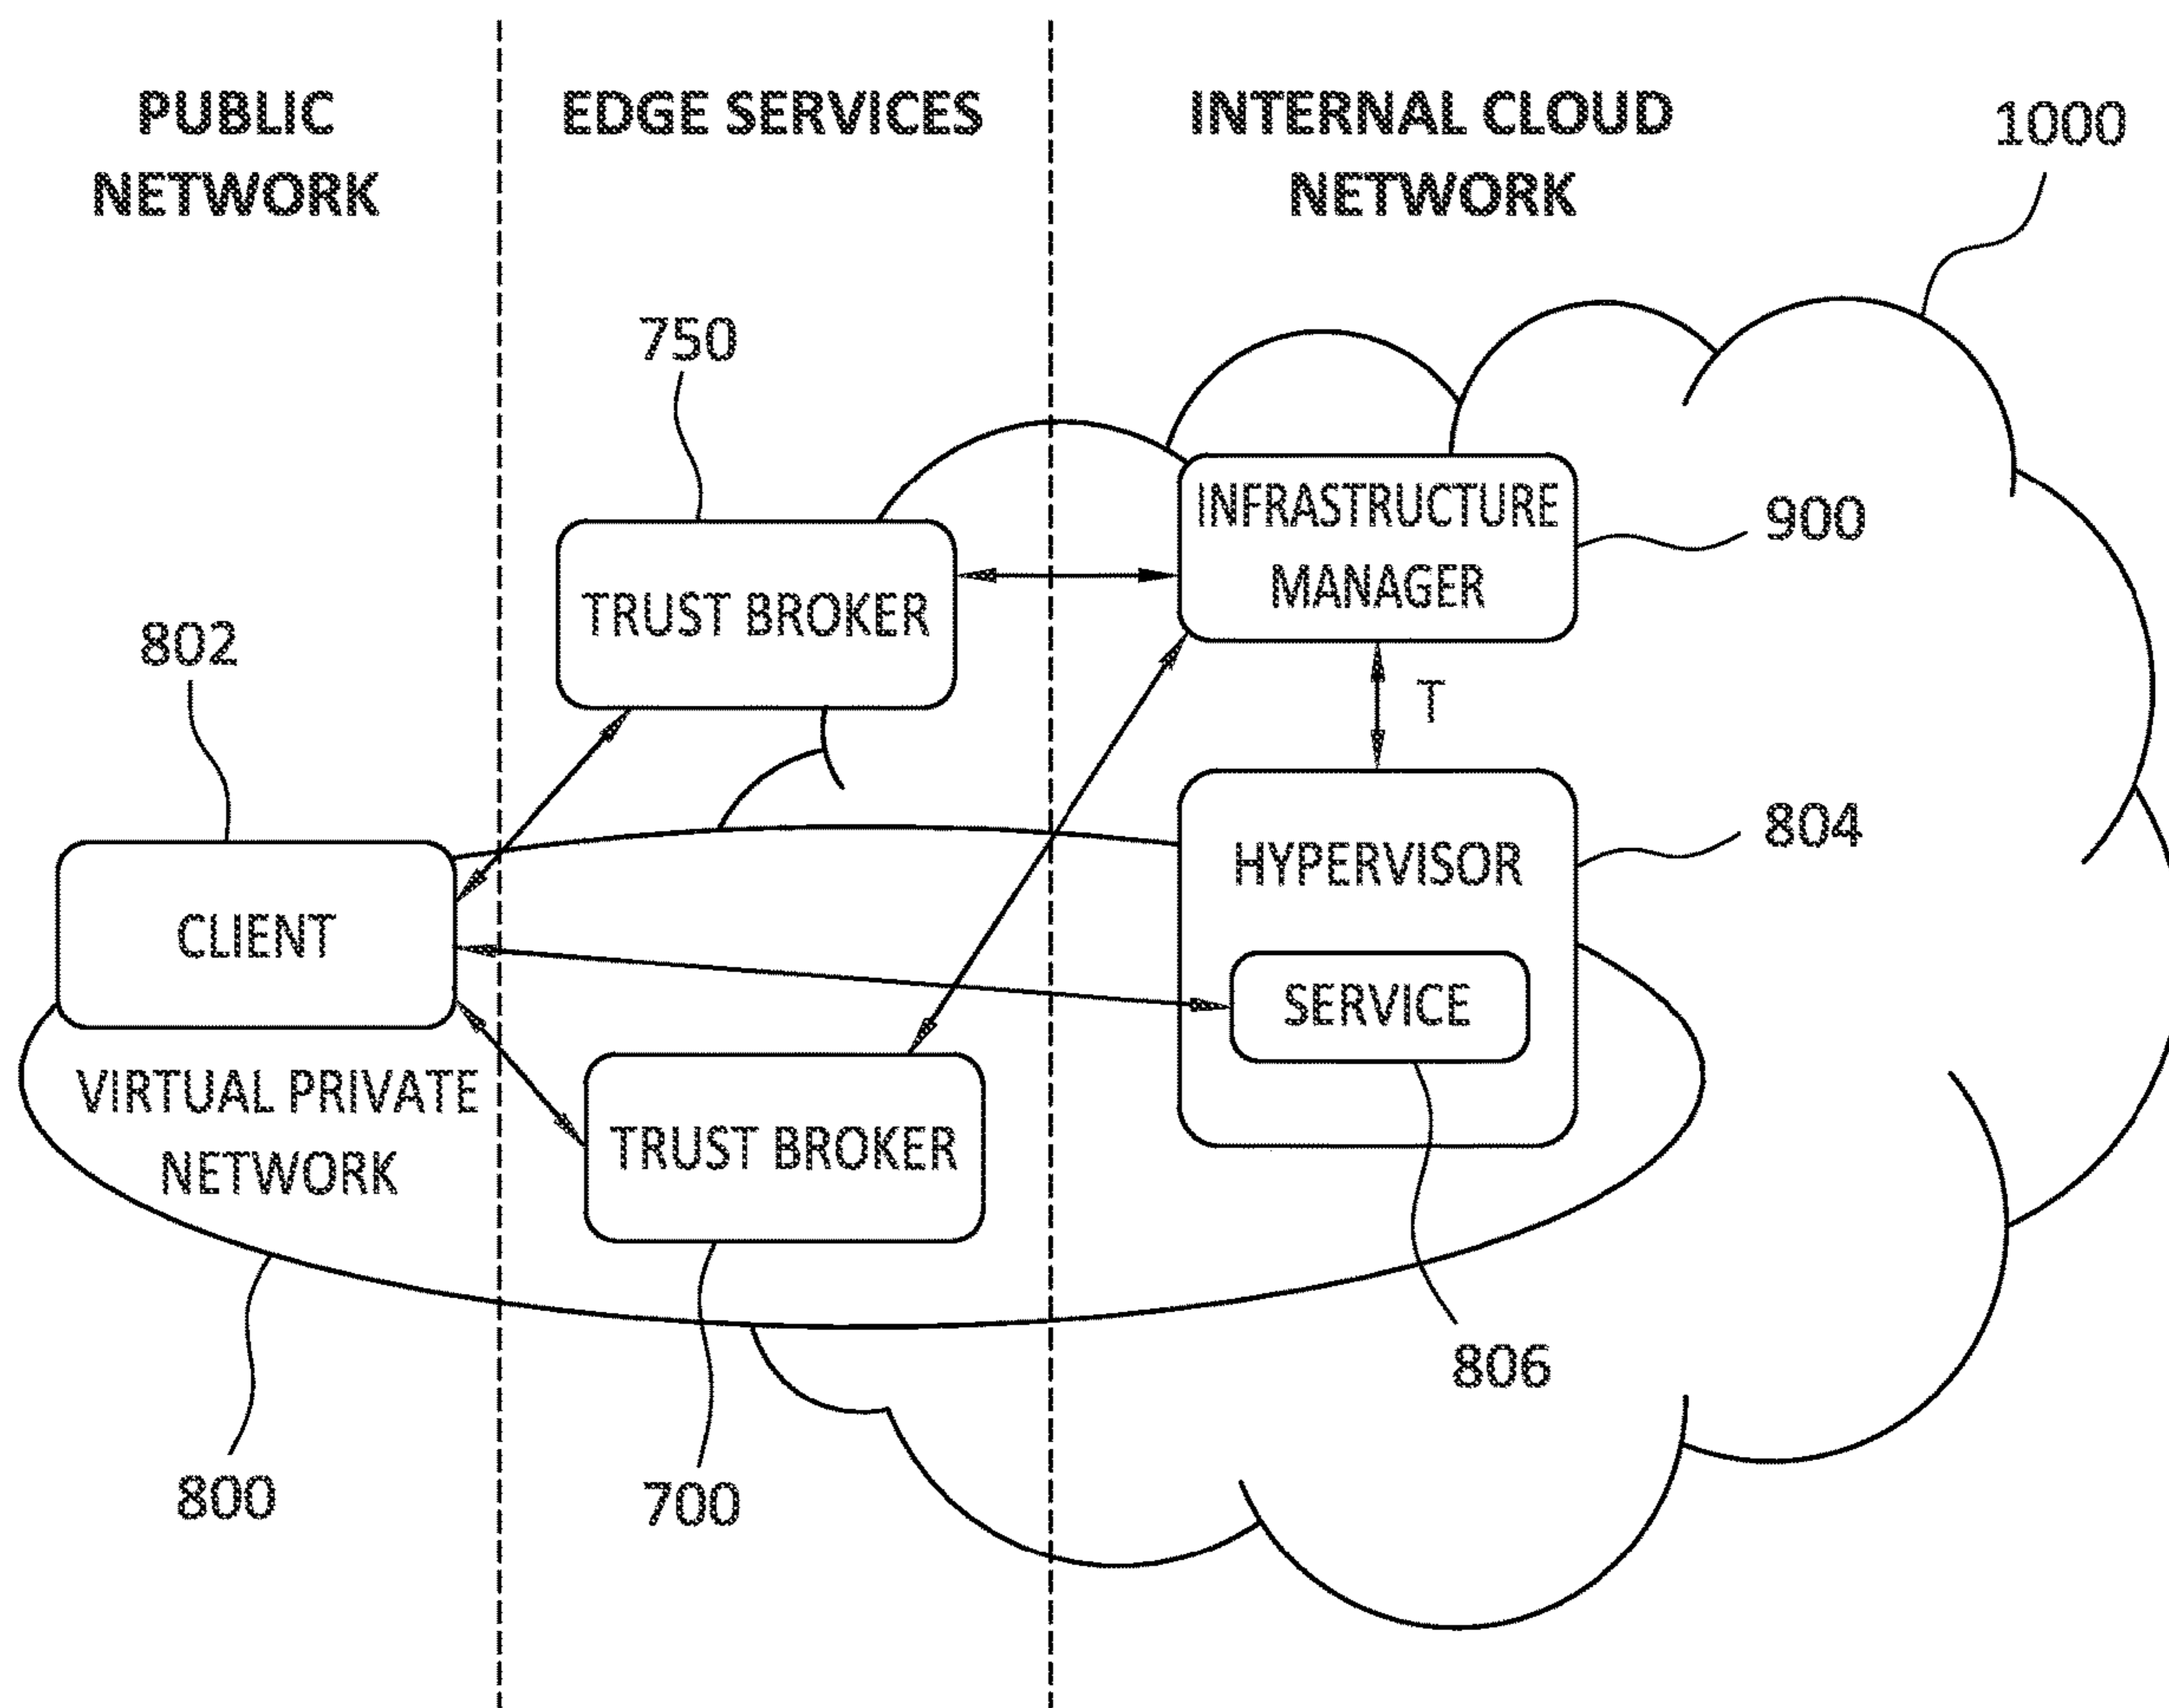 PUBLIC
NETWORK
EDGE SERVICES
INTERNAL CLOUD
NETWORK
1000
750
INFRASTRUCTURE
MANAGER
900
TRUST BROKER
802
T
HYPERVISOR
804
CLIENT
SERVICE
VIRTUAL PRIVATE
NETWORK
TRUST BROKER
806
800
700